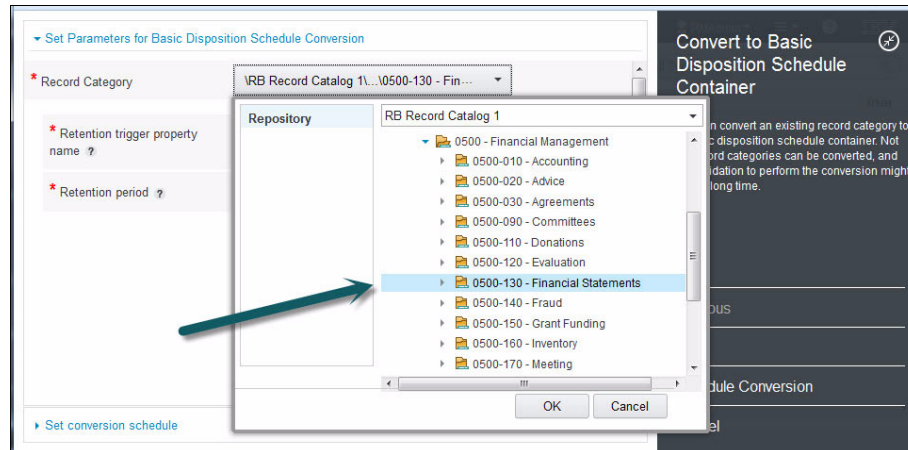 Set Parameters for Basic Disposition Schedule Conversion
* Record Category
\RB Record Catalog 1\...\0500-130 - Fin...
* Retention trigger property name ?
* Retention period ?
Repository
RB Record Catalog 1
0500 - Financial Management
0500-010 - Accounting
0500-020 - Advice
0500-030 - Agreements
0500-090 - Committees
0500-110 - Donations
0500-120 - Evaluation
0500-130 - Financial Statements
0500-140 - Fraud
0500-150 - Grant Funding
0500-160 - Inventory
0500-170 - Meeting
OK
Cancel
Set conversion schedule
Convert to Basic
Disposition Schedule
Container
n convert an existing record category to
c disposition schedule container. Not
ord categories can be converted, and
idation to perform the conversion might
long time.
ous
dule Conversion
el